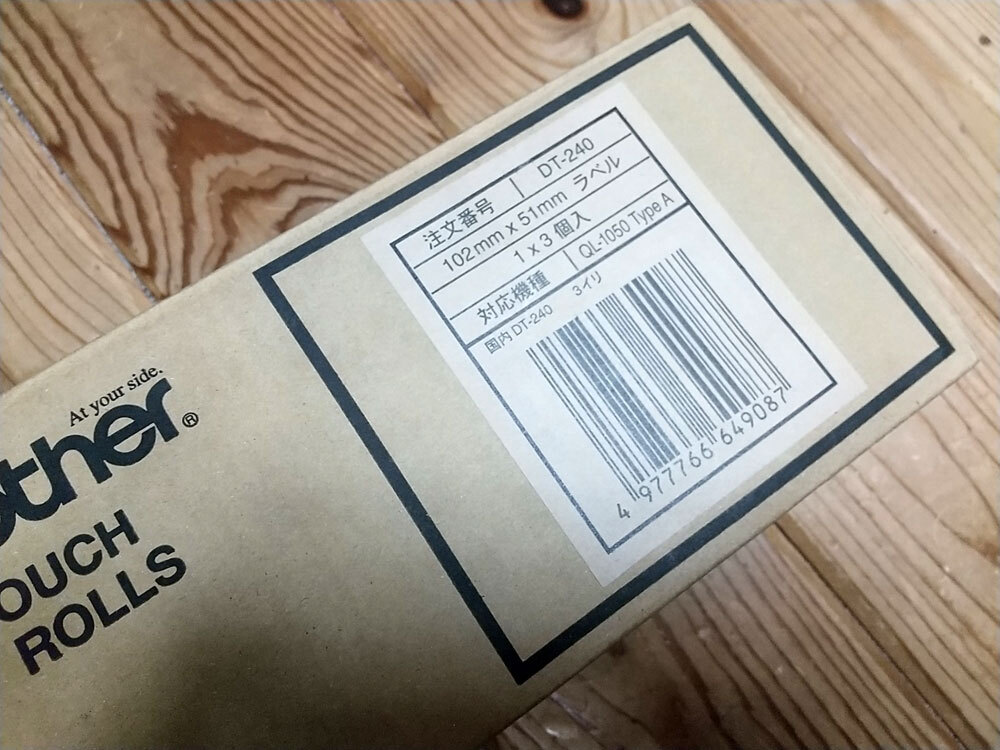 At your side.
other®
OUCH
ROLLS
注文番号 | DT-240
102mm x 51mm ラベル
1 x 3 個入
対応機種 | QL-1050 Type A
国内 DT-240 3イリ
4 977766 649087